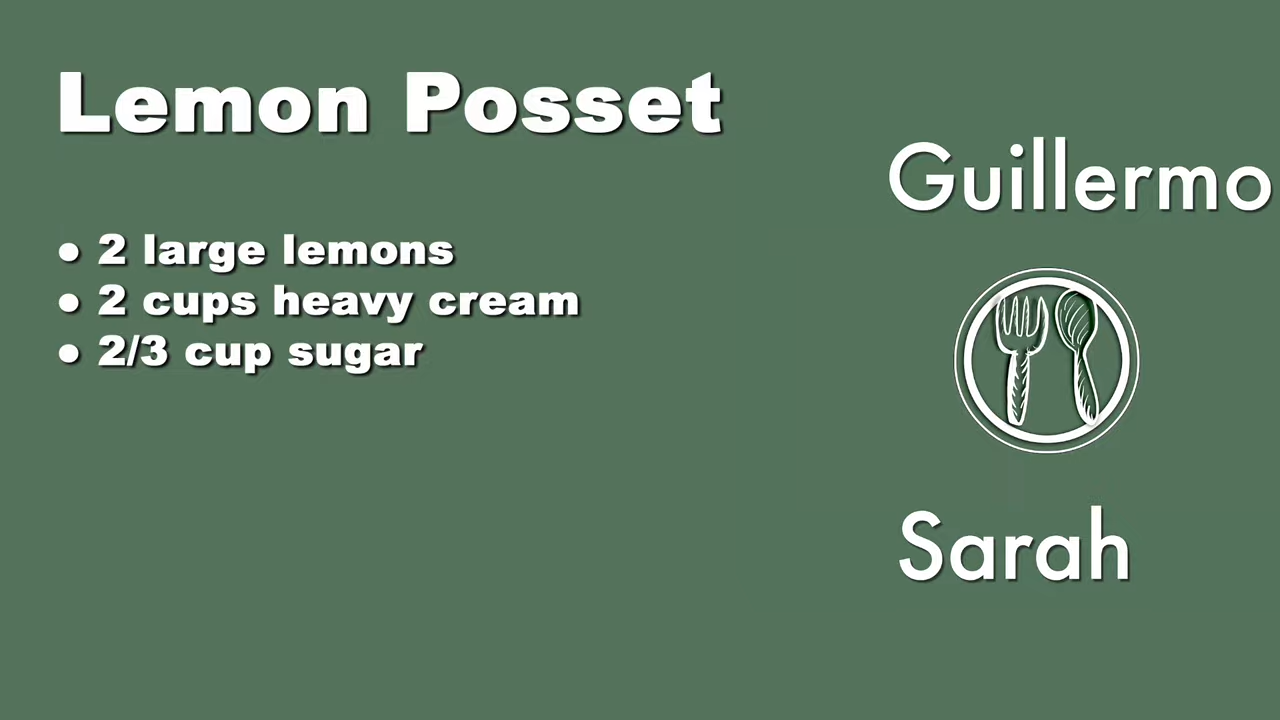 Lemon Posset
● 2 large lemons
● 2 cups heavy cream
● 2/3 cup sugar
Guillermo
Sarah